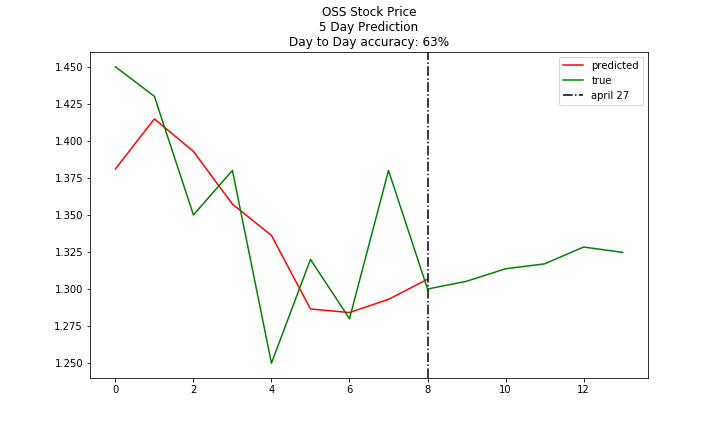 OSS Stock Price
5 Day Prediction
Day to Day accuracy: 63%
predicted
true
april 27
1.450
1.425
1.400
1.375
1.350
1.325
1.300
1.275
1.250
0 2 4 6 8 10 12